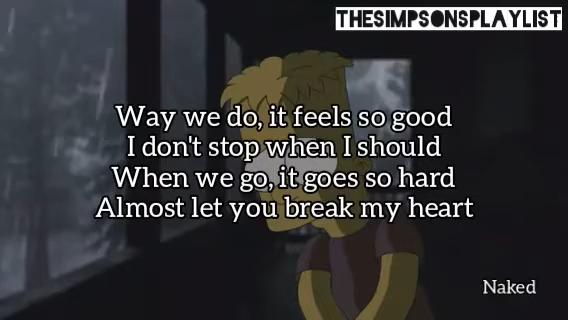 THESIMPSONSPLAYLIST
Way we do, it feels so good
I don't stop when I should
When we go, it goes so hard
Almost let you break my heart
Naked